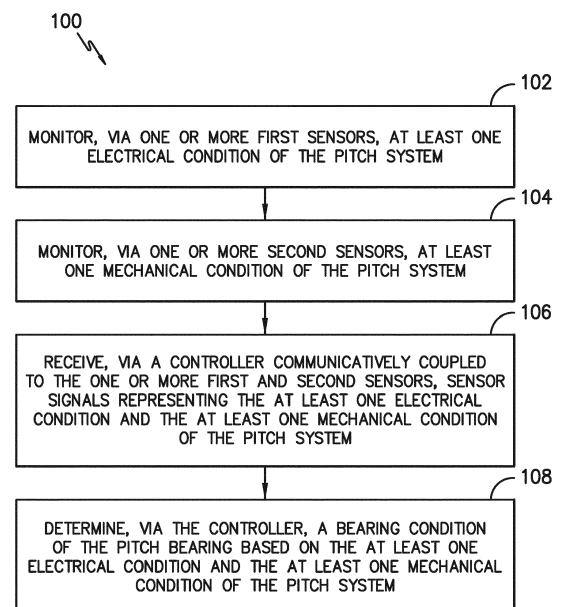 100
102
MONITOR, VIA ONE OR MORE FIRST SENSORS, AT LEAST ONE
ELECTRICAL CONDITION OF THE PITCH SYSTEM
104
MONITOR, VIA ONE OR MORE SECOND SENSORS, AT LEAST
ONE MECHANICAL CONDITION OF THE PITCH SYSTEM
106
RECEIVE, VIA A CONTROLLER COMMUNICATIVELY COUPLED
TO THE ONE OR MORE FIRST AND SECOND SENSORS, SENSOR
SIGNALS REPRESENTING THE AT LEAST ONE ELECTRICAL
CONDITION AND THE AT LEAST ONE MECHANICAL CONDITION
OF THE PITCH SYSTEM
108
DETERMINE, VIA THE CONTROLLER, A BEARING CONDITION
OF THE PITCH BEARING BASED ON THE AT LEAST ONE
ELECTRICAL CONDITION AND THE AT LEAST ONE MECHANICAL
CONDITION OF THE PITCH SYSTEM